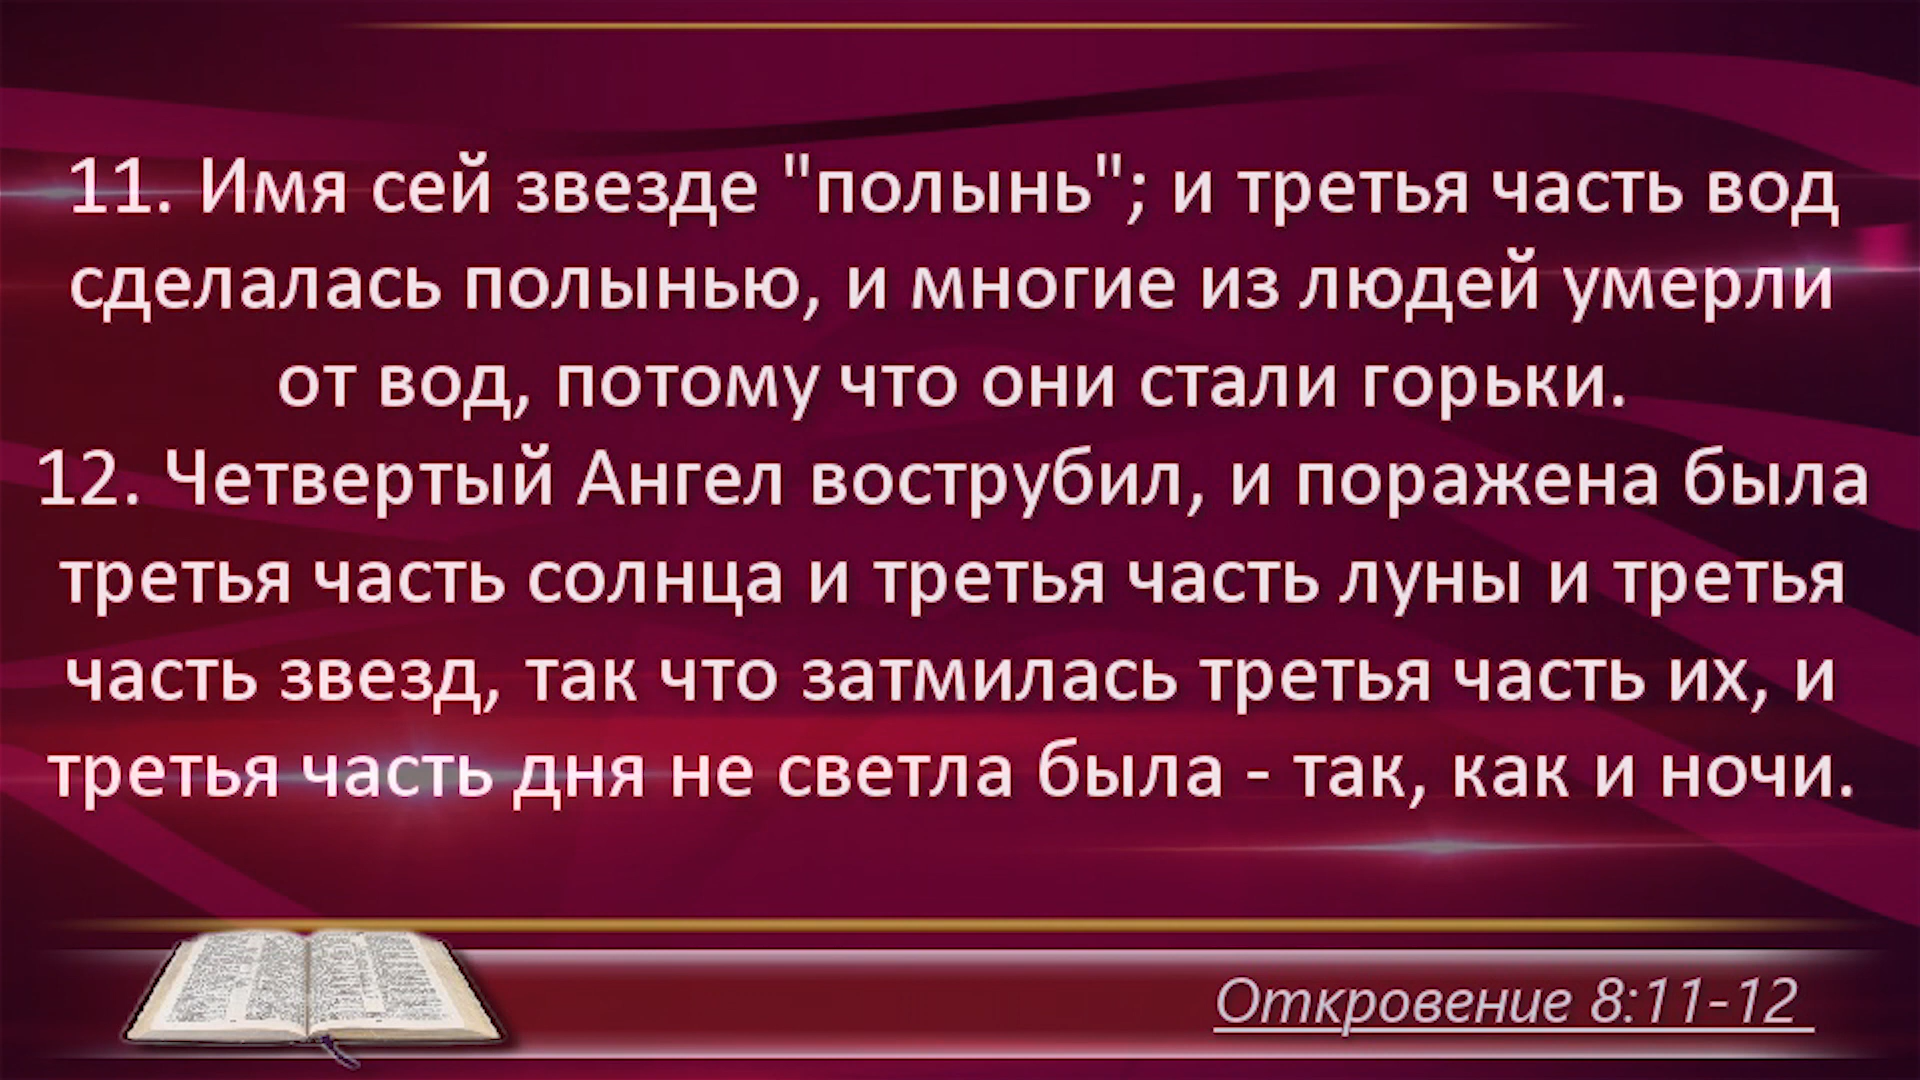 11. Имя сей звезде "полынь"; и третья часть вод
сделалась полынью, и многие из людей умерли
от вод, потому что они стали горьки.
12. Четвертый Ангел вострубил, и поражена была
третья часть солнца и третья часть луны и третья
часть звезд, так что затмилась третья часть их, и
третья часть дня не светла была - так, как и ночи.
Откровение 8:11-12